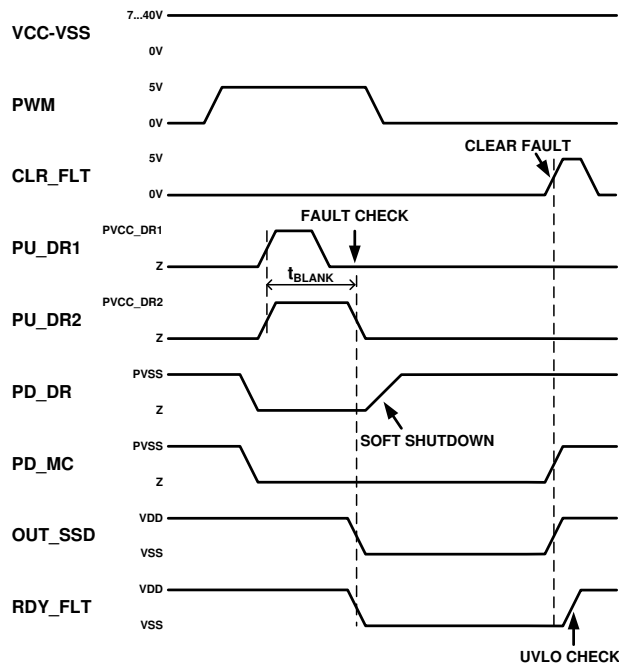 VCC-VSS
7...40V
0V
PWM
5V
0V
CLR_FLT
5V
0V
CLEAR FAULT
PU_DR1
PVCC_DR1
Z
FAULT CHECK
tBLANK
PU_DR2
PVCC_DR2
Z
PD_DR
PVSS
Z
SOFT SHUTDOWN
PD_MC
PVSS
Z
OUT_SSD
VDD
VSS
RDY_FLT
VDD
VSS
UVLO CHECK